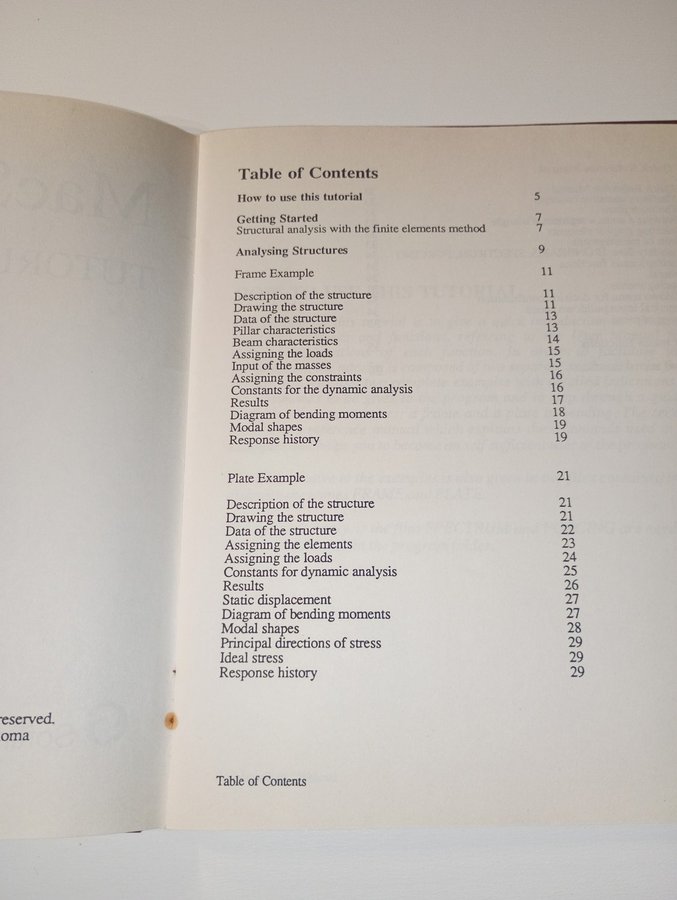 reserved.
oma
Table of Contents
How to use this tutorial 5
Getting Started 7
Structural analysis with the finite elements method 7
Analysing Structures 9
Frame Example 11
Description of the structure 11
Drawing the structure 11
Data of the structure 13
Pillar characteristics 13
Beam characteristics 14
Assigning the loads 15
Input of the masses 15
Assigning the constraints 16
Constants for the dynamic analysis 16
Results 17
Diagram of bending moments 18
Modal shapes 19
Response history 19
Plate Example 21
Description of the structure 21
Drawing the structure 21
Data of the structure 22
Assigning the elements 23
Assigning the loads 24
Constants for dynamic analysis 25
Results 26
Static displacement 27
Diagram of bending moments 27
Modal shapes 28
Principal directions of stress 29
Ideal stress 29
Response history 29
Table of Contents